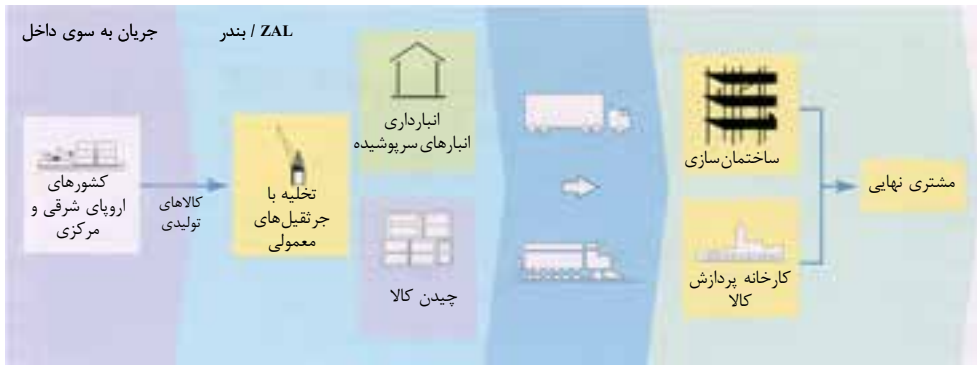 جریان به سوی داخل
ZAL / بندر
کشورهای
اروپای شرقی و
مرکزی
کالاهای
تولیدی
تخلیه با
جرثقیل‌های
معمولی
انبارداری
انبارهای سرپوشیده
چیدن کالا
ساختمان‌سازی
کارخانه پردازش
کالا
مشتری نهایی